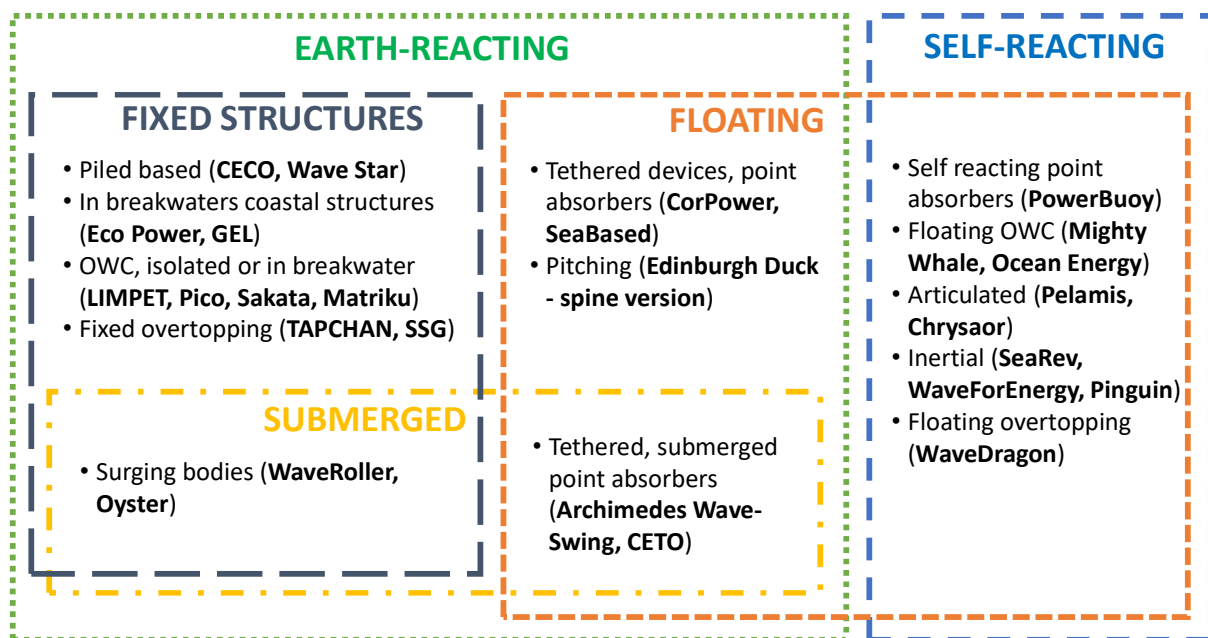 EARTH-REACTING
SELF-REACTING
FIXED STRUCTURES
• Piled based (CECO, Wave Star)
• In breakwaters coastal structures
(Eco Power, GEL)
• OWC, isolated or in breakwater
(LIMPET, Pico, Sakata, Matriku)
• Fixed overtopping (TAPCHAN, SSG)
FLOATING
• Tethered devices, point
absorbers (CorPower,
SeaBased)
• Pitching (Edinburgh Duck
- spine version)
• Self reacting point
absorbers (PowerBuoy)
• Floating OWC (Mighty
Whale, Ocean Energy)
• Articulated (Pelamis,
Chrysaor)
• Inertial (SeaRev,
WaveForEnergy, Pinguin)
• Floating overtopping
(WaveDragon)
SUBMERGED
• Surging bodies (WaveRoller,
Oyster)
• Tethered, submerged
point absorbers
(Archimedes Wave-
Swing, CETO)